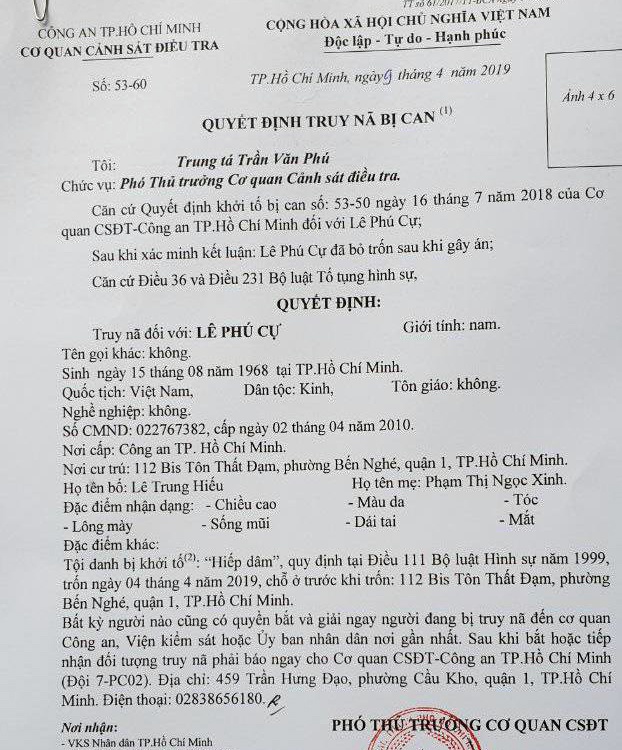 CÔNG AN TP.HỒ CHÍ MINH
CƠ QUAN CẢNH SÁT ĐIỀU TRA
Số: 53-60
CỘNG HÒA XÃ HỘI CHỦ NGHĨA VIỆT NAM
Độc lập - Tự do - Hạnh phúc
TP.Hồ Chí Minh, ngày 9 tháng 4 năm 2019
Ảnh 4 x 6
QUYẾT ĐỊNH TRUY NÃ BỊ CAN (1)
Tôi: Trung tá Trần Văn Phú
Chức vụ: Phó Thủ trưởng Cơ quan Cảnh sát điều tra.
Căn cứ Quyết định khởi tố bị can số: 53-50 ngày 16 tháng 7 năm 2018 của Cơ
quan CSĐT-Công an TP.Hồ Chí Minh đối với Lê Phú Cự;
Sau khi xác minh kết luận: Lê Phú Cự đã bỏ trốn sau khi gây án;
Căn cứ Điều 36 và Điều 231 Bộ luật Tố tụng hình sự,
QUYẾT ĐỊNH:
Truy nã đối với: LÊ PHÚ CỰ Giới tính: nam.
Tên gọi khác: không.
Sinh ngày 15 tháng 08 năm 1968 tại TP.Hồ Chí Minh.
Quốc tịch: Việt Nam, Dân tộc: Kinh, Tôn giáo: không.
Nghề nghiệp: không.
Số CMND: 022767382, cấp ngày 02 tháng 04 năm 2010.
Nơi cấp: Công an TP. Hồ Chí Minh.
Nơi cư trú: 112 Bis Tôn Thất Đạm, phường Bến Nghé, quận 1, TP.Hồ Chí Minh.
Họ tên bố: Lê Trung Hiếu Họ tên mẹ: Phạm Thị Ngọc Xinh.
Đặc điểm nhận dạng: - Chiều cao - Màu da - Tóc
- Lông mày - Sống mũi - Dái tai - Mắt
Đặc điểm khác:
Tội danh bị khởi tố(2): “Hiếp dâm”, quy định tại Điều 111 Bộ luật Hình sự năm 1999,
trốn ngày 04 tháng 4 năm 2019, chỗ ở trước khi trốn: 112 Bis Tôn Thất Đạm, phường
Bến Nghé, quận 1, TP.Hồ Chí Minh.
Bất kỳ người nào cũng có quyền bắt và giải ngay người đang bị truy nã đến cơ quan
Công an, Viện kiểm sát hoặc Ủy ban nhân dân nơi gần nhất. Sau khi bắt hoặc tiếp
nhận đối tượng truy nã phải báo ngay cho Cơ quan CSĐT-Công an TP.Hồ Chí Minh
(Đội 7-PC02). Địa chỉ: 459 Trần Hưng Đạo, phường Cầu Kho, quận 1, TP.Hồ Chí
Minh. Điện thoại: 02838656180.
Nơi nhận:
- VKS Nhân dân TP.Hồ Chí Minh
PHÓ THỦ TRƯỞNG CƠ QUAN CSĐT